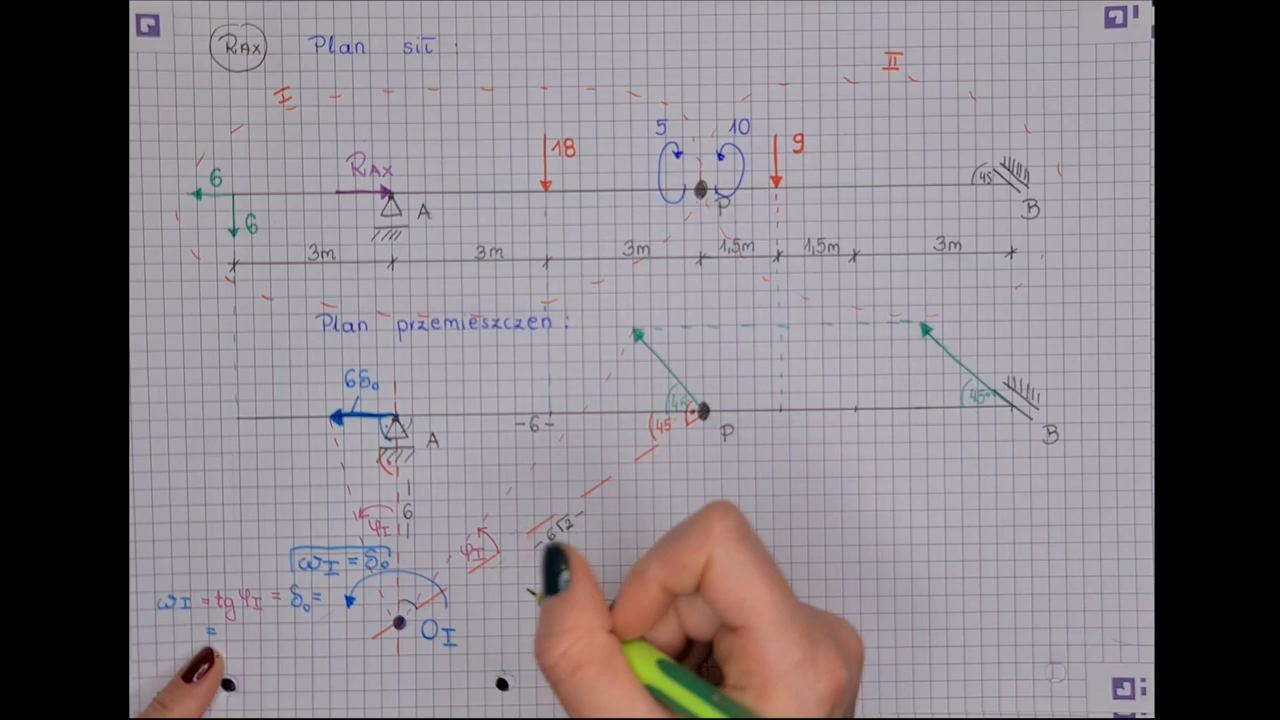 RAX Plan sił :
I II
5 10
18 9
6 RAX 45
6 A P B
3m 3m 3m 1,5m 1,5m 3m
Plan przemieszczeń :
6δ₀ 45 45°
-6- 45 P B
A
6
φI φI -6√2-
ωI = δ₀
ωI = tg φI = δ₀ =
=
OI